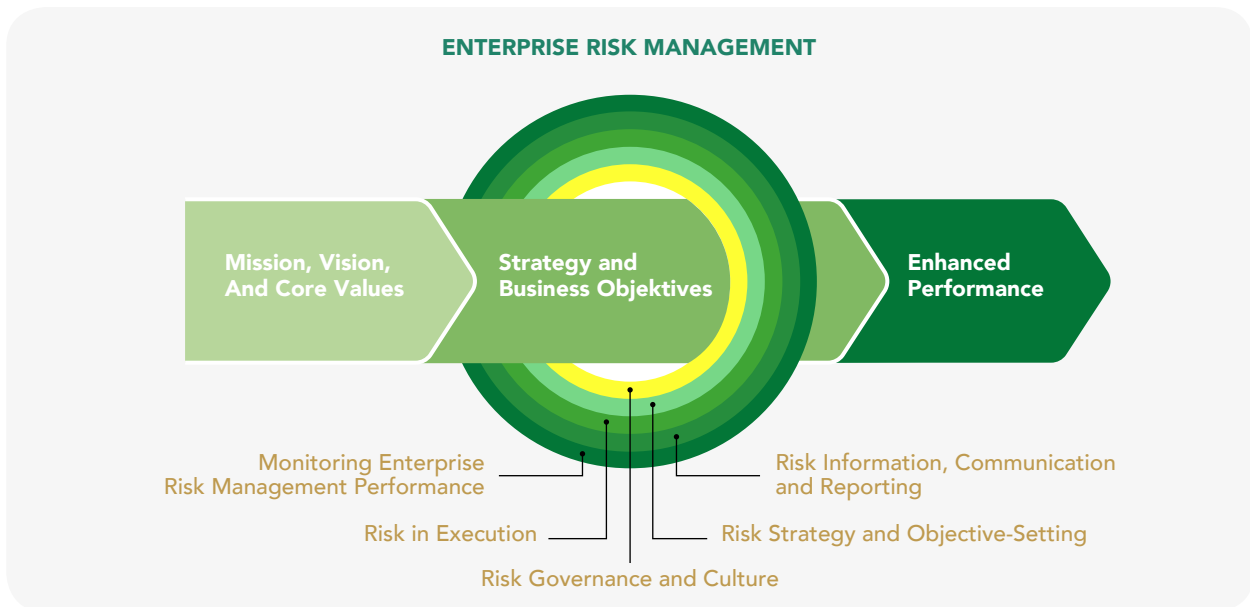 ENTERPRISE RISK MANAGEMENT
Mission, Vision,
And Core Values
Strategy and
Business Objektives
Enhanced
Performance
Monitoring Enterprise
Risk Management Performance
Risk Information, Communication
and Reporting
Risk in Execution
Risk Strategy and Objective-Setting
Risk Governance and Culture